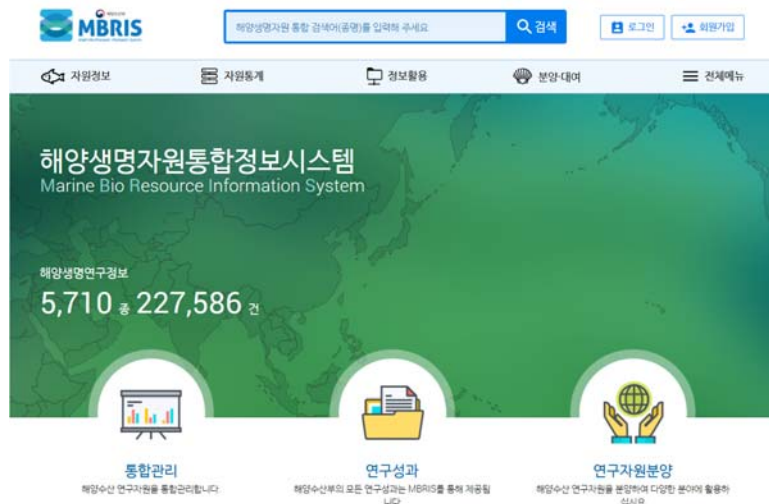 MBRIS
해양생명자원 통합 검색어(종명)를 입력해 주세요
검색
로그인
회원가입
자원정보
자원통계
정보활용
분양·대여
전체메뉴
해양생명자원통합정보시스템
Marine Bio Resource Information System
해양생명연구정보
5,710 종 227,586 건
통합관리
해양수산 연구자원을 통합관리합니다
연구성과
해양수산부의 모든 연구성과는 MBRIS를 통해 제공됩
니다
연구자원분양
해양수산 연구자원을 분양하여 다양한 분야에 활용하
십시오